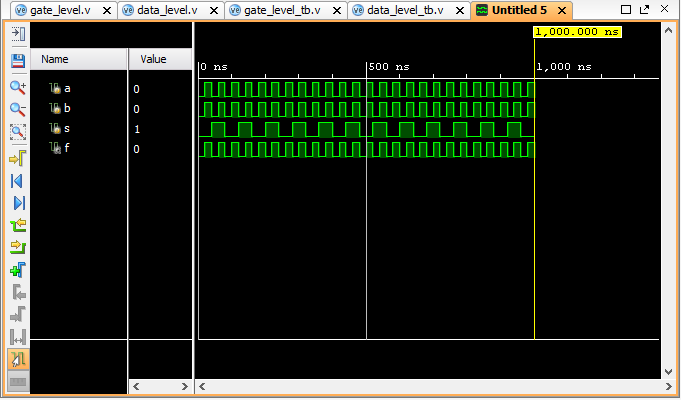 gate_level.v data_level.v gate_level_tb.v data_level_tb.v Untitled 5
1,000.000 ns
Name Value
0 ns 500 ns 1,000 ns
a 0
b 0
s 1
f 0